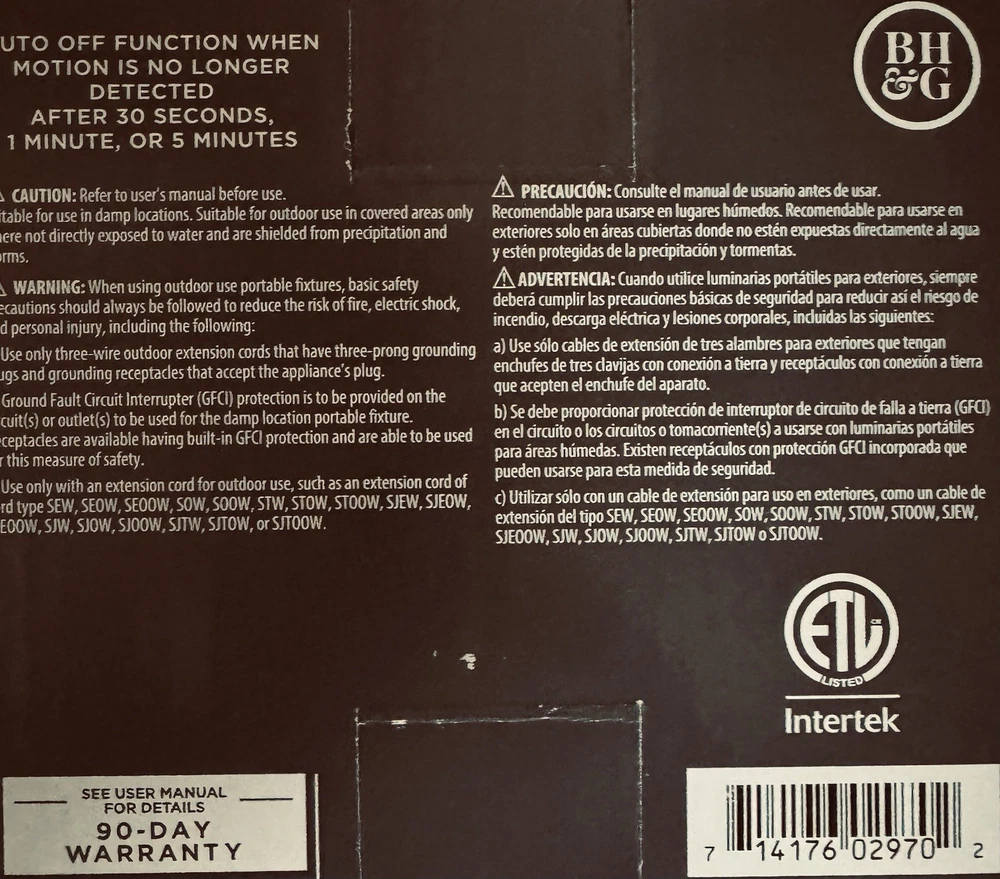 UTO OFF FUNCTION WHEN
MOTION IS NO LONGER
DETECTED
AFTER 30 SECONDS,
1 MINUTE, OR 5 MINUTES
BH
&G
CAUTION: Refer to user's manual before use.
table for use in damp locations. Suitable for outdoor use in covered areas only
ere not directly exposed to water and are shielded from precipitation and
orms.
WARNING: When using outdoor use portable fixtures, basic safety
ecautions should always be followed to reduce the risk of fire, electric shock,
d personal injury, including the following:
Use only three-wire outdoor extension cords that have three-prong grounding
ugs and grounding receptacles that accept the appliance's plug.
Ground Fault Circuit Interrupter (GFCI) protection is to be provided on the
cuit(s) or outlet(s) to be used for the damp location portable fixture.
ceptacles are available having built-in GFCI protection and are able to be used
r this measure of safety.
Use only with an extension cord for outdoor use, such as an extension cord of
rd type SEW, SEOW, SEOOW, SOW, SOOW, STW, STOW, STOOW, SJEW, SJEOW,
EOOW, SJW, SJOW, SJOOW, SJTW, SJTOW, or SJTOOW.
PRECAUCIÓN: Consulte el manual de usuario antes de usar.
Recomendable para usarse en lugares húmedos. Recomendable para usarse en
exteriores solo en áreas cubiertas donde no estén expuestas directamente al agua
y estén protegidas de la precipitación y tormentas.
ADVERTENCIA: Cuando utilice luminarias portátiles para exteriores, siempre
deberá cumplir las precauciones básicas de seguridad para reducir así el riesgo de
incendio, descarga eléctrica y lesiones corporales, incluidas las siguientes:
a) Use sólo cables de extensión de tres alambres para exteriores que tengan
enchufes de tres clavijas con conexión a tierra y receptáculos con conexión a tierra
que acepten el enchufe del aparato.
b) Se debe proporcionar protección de interruptor de circuito de falla a tierra (GFCI)
en el circuito o los circuitos o tomacorriente(s) a usarse con luminarias portátiles
para áreas húmedas. Existen receptáculos con protección GFCI incorporada que
pueden usarse para esta medida de seguridad.
c) Utilizar sólo con un cable de extensión para uso en exteriores, como un cable de
extensión del tipo SEW, SEOW, SEOOW, SOW, SOOW, STW, STOW, STOOW, SJEW,
SJEOOW, SJW, SJOW, SJOOW, SJTW, SJTOW o SJTOOW.
ETL
LISTED
Intertek
SEE USER MANUAL
FOR DETAILS
90-DAY
WARRANTY
7 14176 02970 2